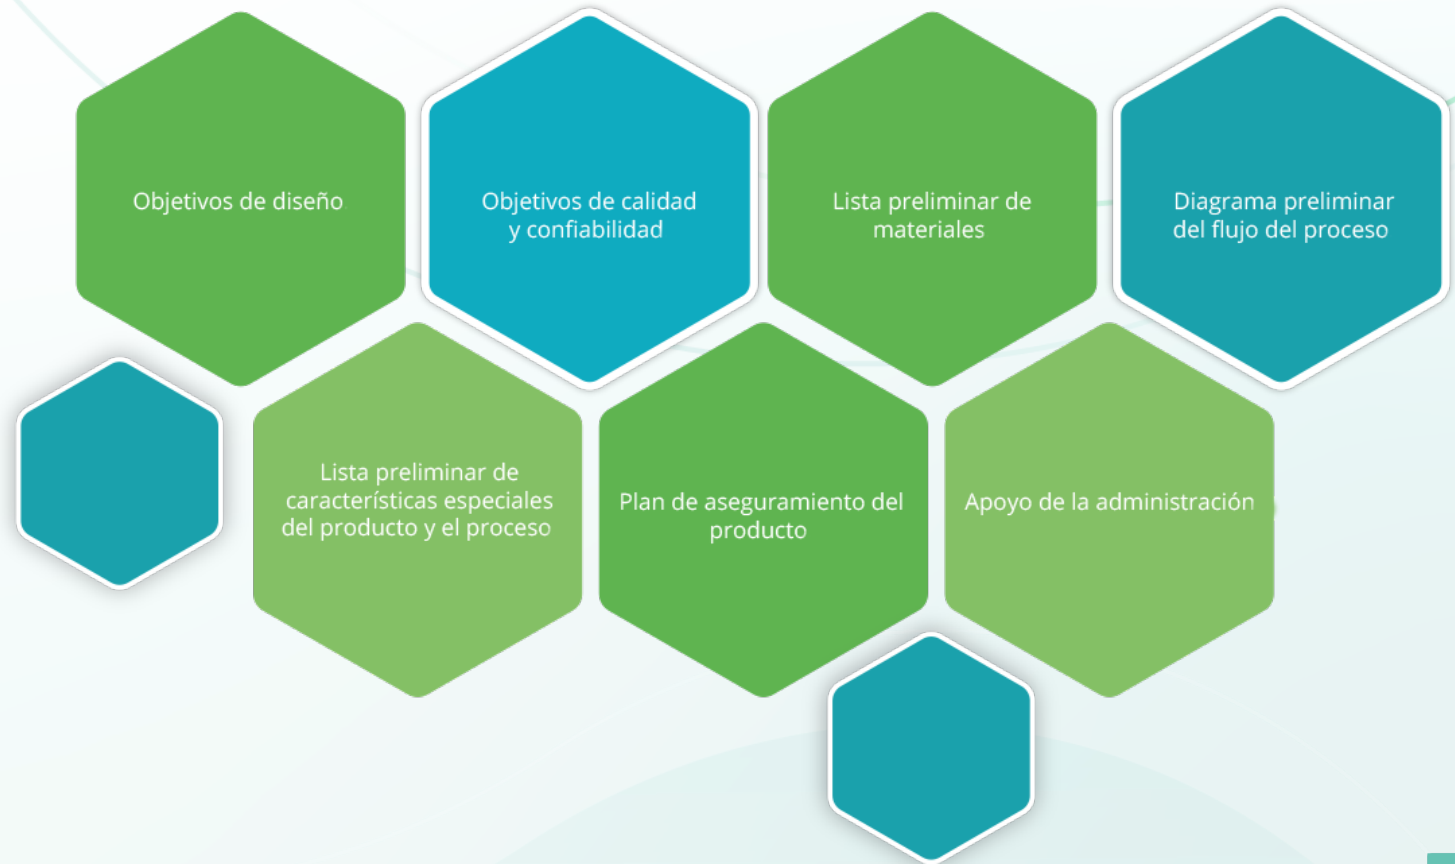 Objetivos de diseño
Objetivos de calidad
y confiabilidad
Lista preliminar de
materiales
Diagrama preliminar
del flujo del proceso
Lista preliminar de
características especiales
del producto y el proceso
Plan de aseguramiento del
producto
Apoyo de la administración